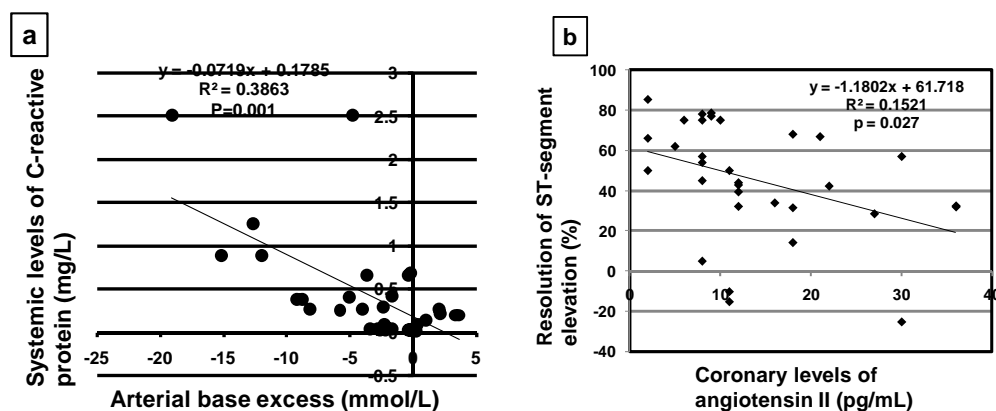 a
Systemic levels of C-reactive
protein (mg/L)
y = -0.0719x + 0.1785
R² = 0.3863
P=0.001
3
2.5
2
1.5
1
0.5
0
-0.5
-25 -20 -15 -10 -5 0 5
Arterial base excess (mmol/L)
b
Resolution of ST-segment
elevation (%)
y = -1.1802x + 61.718
R² = 0.1521
p = 0.027
100
80
60
40
20
0
-20
-40
0 10 20 30 40
Coronary levels of
angiotensin II (pg/mL)